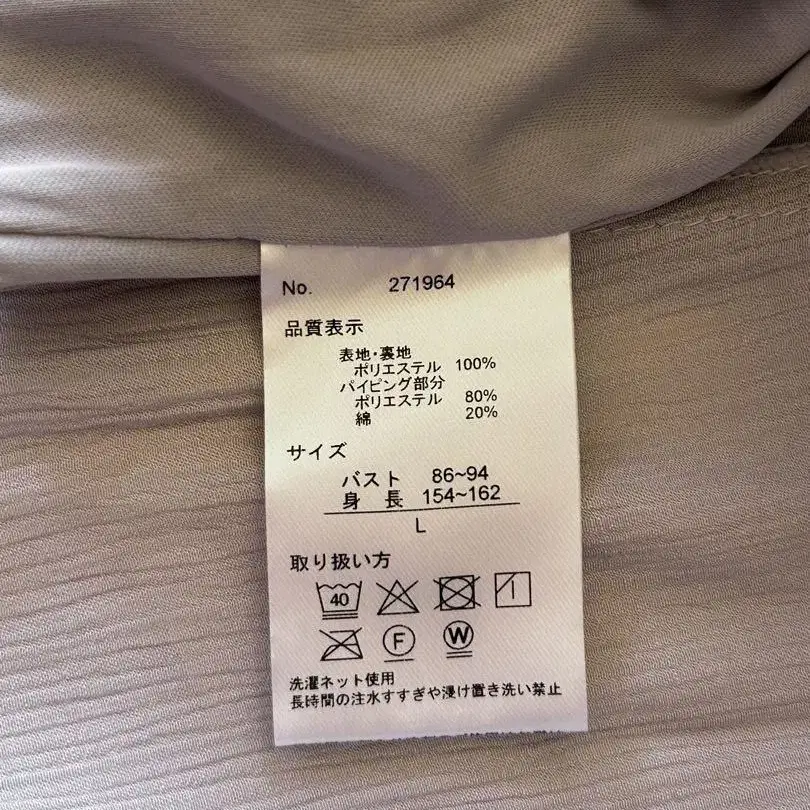 No. 271964
品質表示
表地・裏地
ポリエステル 100%
パイピング部分
ポリエステル 80%
綿 20%
サイズ
バスト 86~94
身長 154~162
L
取り扱い方
40
F
W
洗濯ネット使用
長時間の注水すすぎや浸け置き洗い禁止